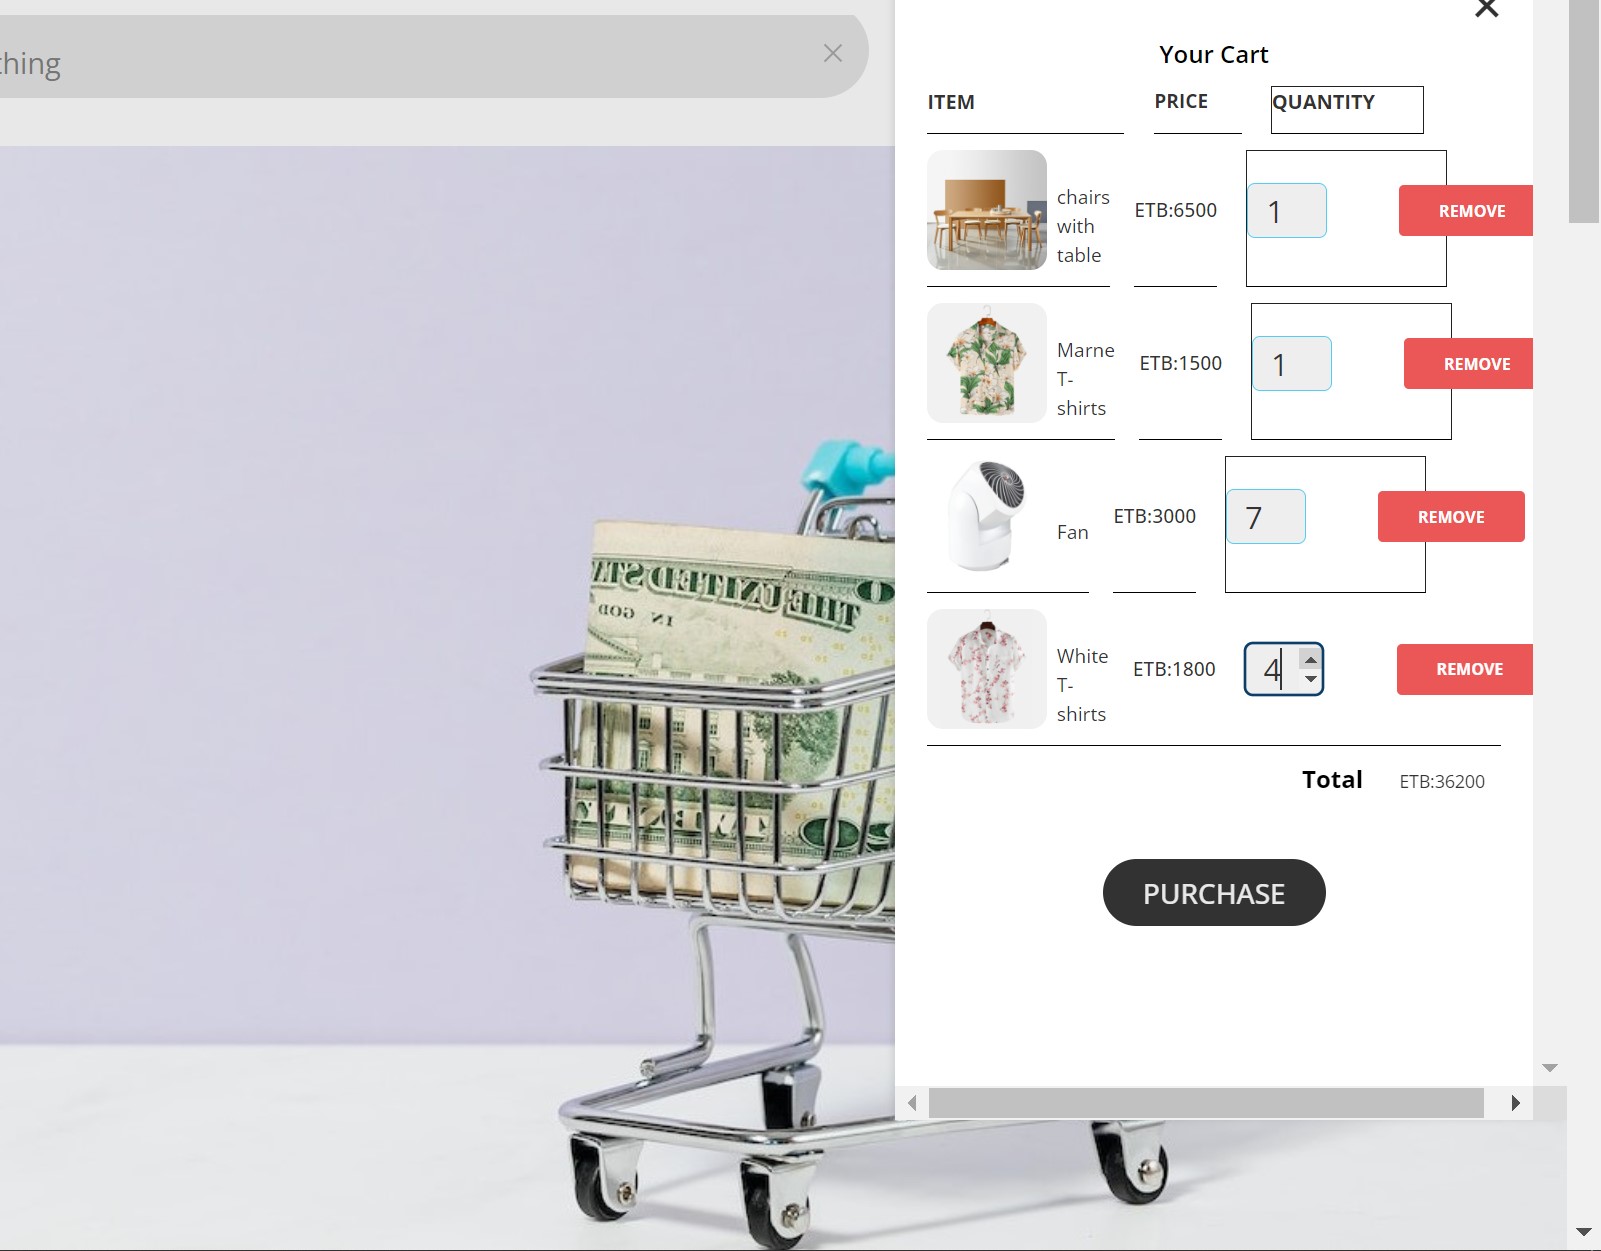 thing
Your Cart
ITEM PRICE QUANTITY
chairs
with
table
ETB:6500 1 REMOVE
Marne
T-
shirts
ETB:1500 1 REMOVE
Fan ETB:3000 7 REMOVE
White
T-
shirts
ETB:1800 4 REMOVE
Total ETB:36200
PURCHASE
THE UNITED STA
IN GOD